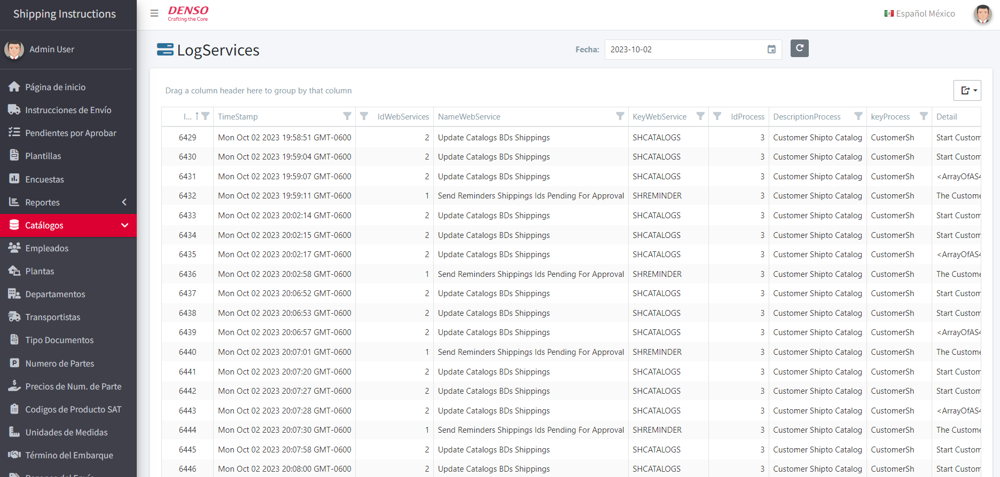 Shipping Instructions
DENSO
Crafting the Core
Español México
Admin User
Página de inicio
Instrucciones de Envío
Pendientes por Aprobar
Plantillas
Encuestas
Reportes
Catálogos
Empleados
Plantas
Departamentos
Transportistas
Tipo Documentos
Numero de Partes
Precios de Num. de Parte
Codigos de Producto SAT
Unidades de Medidas
Término del Embarque
LogServices
Fecha: 2023-10-02
Drag a column header here to group by that column
I... TimeStamp IdWebServices NameWebService KeyWebService IdProcess DescriptionProcess keyProcess Detail
6429 Mon Oct 02 2023 19:58:51 GMT-0600 2 Update Catalogs BDs Shippings SHCATALOGS 3 Customer Shipto Catalog CustomerSh Start Custom
6430 Mon Oct 02 2023 19:59:04 GMT-0600 2 Update Catalogs BDs Shippings SHCATALOGS 3 Customer Shipto Catalog CustomerSh Start Custom
6431 Mon Oct 02 2023 19:59:07 GMT-0600 2 Update Catalogs BDs Shippings SHCATALOGS 3 Customer Shipto Catalog CustomerSh <ArrayOfAS4
6432 Mon Oct 02 2023 19:59:11 GMT-0600 1 Send Reminders Shippings Ids Pending For Approval SHREMINDER 3 Customer Shipto Catalog CustomerSh The Custome
6433 Mon Oct 02 2023 20:02:14 GMT-0600 2 Update Catalogs BDs Shippings SHCATALOGS 3 Customer Shipto Catalog CustomerSh Start Custom
6434 Mon Oct 02 2023 20:02:15 GMT-0600 2 Update Catalogs BDs Shippings SHCATALOGS 3 Customer Shipto Catalog CustomerSh Start Custom
6435 Mon Oct 02 2023 20:02:17 GMT-0600 2 Update Catalogs BDs Shippings SHCATALOGS 3 Customer Shipto Catalog CustomerSh <ArrayOfAS4
6436 Mon Oct 02 2023 20:02:58 GMT-0600 1 Send Reminders Shippings Ids Pending For Approval SHREMINDER 3 Customer Shipto Catalog CustomerSh The Custome
6437 Mon Oct 02 2023 20:06:52 GMT-0600 2 Update Catalogs BDs Shippings SHCATALOGS 3 Customer Shipto Catalog CustomerSh Start Custom
6438 Mon Oct 02 2023 20:06:53 GMT-0600 2 Update Catalogs BDs Shippings SHCATALOGS 3 Customer Shipto Catalog CustomerSh Start Custom
6439 Mon Oct 02 2023 20:06:57 GMT-0600 2 Update Catalogs BDs Shippings SHCATALOGS 3 Customer Shipto Catalog CustomerSh <ArrayOfAS4
6440 Mon Oct 02 2023 20:07:01 GMT-0600 1 Send Reminders Shippings Ids Pending For Approval SHREMINDER 3 Customer Shipto Catalog CustomerSh The Custome
6441 Mon Oct 02 2023 20:07:20 GMT-0600 2 Update Catalogs BDs Shippings SHCATALOGS 3 Customer Shipto Catalog CustomerSh Start Custom
6442 Mon Oct 02 2023 20:07:27 GMT-0600 2 Update Catalogs BDs Shippings SHCATALOGS 3 Customer Shipto Catalog CustomerSh Start Custom
6443 Mon Oct 02 2023 20:07:28 GMT-0600 2 Update Catalogs BDs Shippings SHCATALOGS 3 Customer Shipto Catalog CustomerSh <ArrayOfAS4
6444 Mon Oct 02 2023 20:07:30 GMT-0600 1 Send Reminders Shippings Ids Pending For Approval SHREMINDER 3 Customer Shipto Catalog CustomerSh The Custome
6445 Mon Oct 02 2023 20:07:58 GMT-0600 2 Update Catalogs BDs Shippings SHCATALOGS 3 Customer Shipto Catalog CustomerSh Start Custom
6446 Mon Oct 02 2023 20:08:00 GMT-0600 2 Update Catalogs BDs Shippings SHCATALOGS 3 Customer Shipto Catalog CustomerSh Start Custom